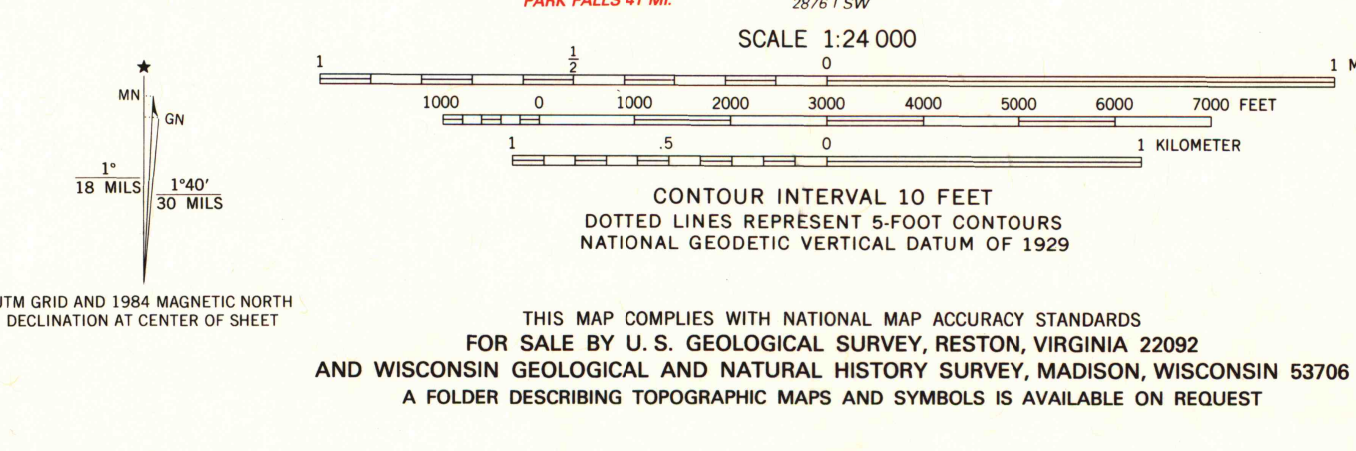 PARK FALLS 41 MI.
2876 I SW
SCALE 1:24 000
1 1/2 0 1
1000 0 1000 2000 3000 4000 5000 6000 7000 FEET
1 .5 0 1 KILOMETER
CONTOUR INTERVAL 10 FEET
DOTTED LINES REPRESENT 5-FOOT CONTOURS
NATIONAL GEODETIC VERTICAL DATUM OF 1929
MN
GN
1°
18 MILS
1°40′
30 MILS
UTM GRID AND 1984 MAGNETIC NORTH
DECLINATION AT CENTER OF SHEET
THIS MAP COMPLIES WITH NATIONAL MAP ACCURACY STANDARDS
FOR SALE BY U. S. GEOLOGICAL SURVEY, RESTON, VIRGINIA 22092
AND WISCONSIN GEOLOGICAL AND NATURAL HISTORY SURVEY, MADISON, WISCONSIN 53706
A FOLDER DESCRIBING TOPOGRAPHIC MAPS AND SYMBOLS IS AVAILABLE ON REQUEST